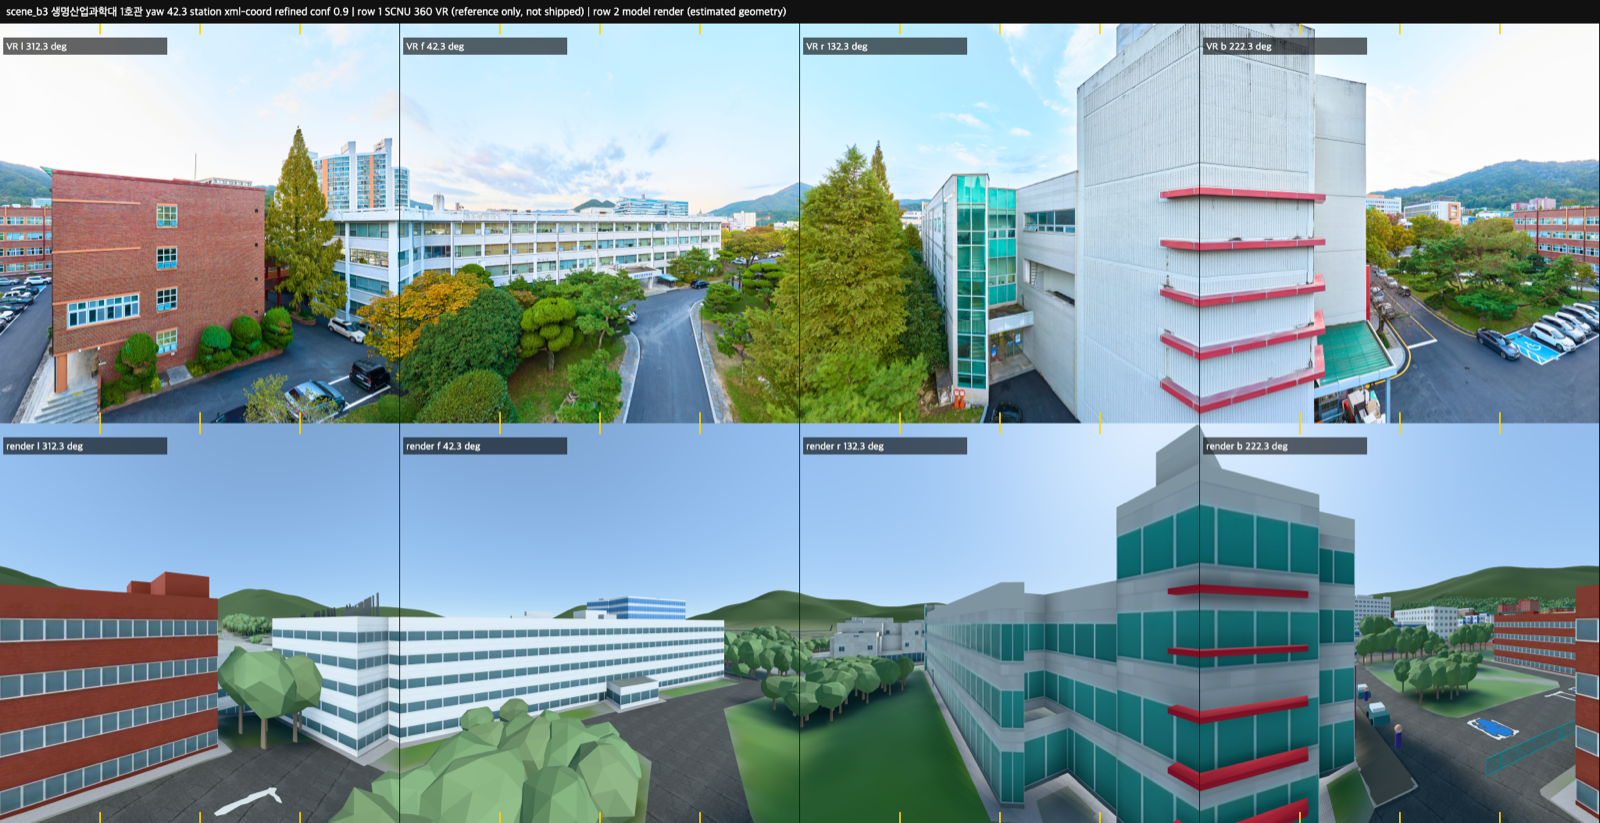 scene_b3 생명산업과학대 1호관 yaw 42.3 station xml-coord refined conf 0.9 | row 1 SCNU 360 VR (reference only, not shipped) | row 2 model render (estimated geometry)
VR l 312.3 deg
VR f 42.3 deg
VR r 132.3 deg
VR b 222.3 deg
render l 312.3 deg
render f 42.3 deg
render r 132.3 deg
render b 222.3 deg